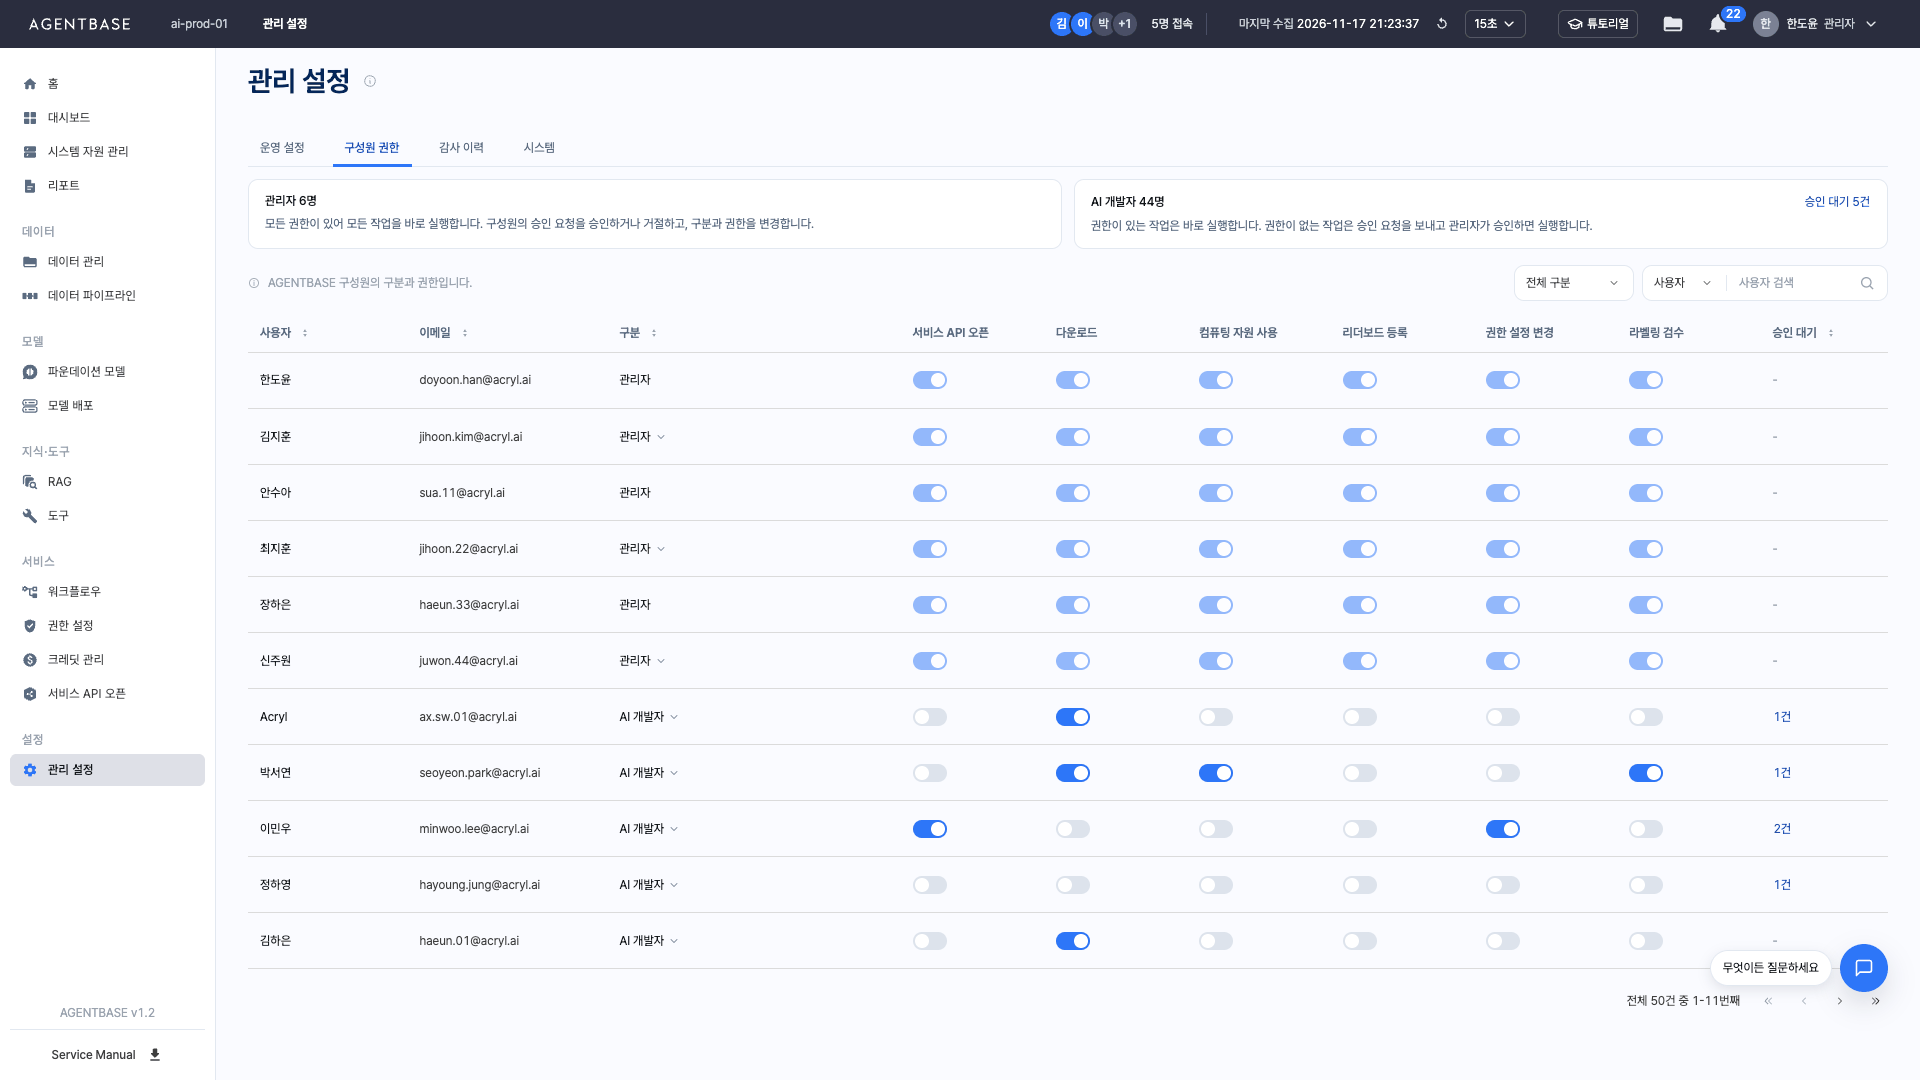 AGENTBASE
ai-prod-01
관리 설정
김 이 박 +1 5명 접속
마지막 수집 2026-11-17 21:23:37
15초
튜토리얼
22
한 한도윤 관리자
홈
대시보드
시스템 자원 관리
리포트
데이터
데이터 관리
데이터 파이프라인
모델
파운데이션 모델
모델 배포
지식·도구
RAG
도구
서비스
워크플로우
권한 설정
크레딧 관리
서비스 API 오픈
설정
관리 설정
AGENTBASE v1.2
Service Manual
관리 설정
운영 설정 구성원 권한 감사 이력 시스템
관리자 6명
모든 권한이 있어 모든 작업을 바로 실행합니다. 구성원의 승인 요청을 승인하거나 거절하고, 구분과 권한을 변경합니다.
AI 개발자 44명 승인 대기 5건
권한이 있는 작업은 바로 실행합니다. 권한이 없는 작업은 승인 요청을 보내고 관리자가 승인하면 실행합니다.
AGENTBASE 구성원의 구분과 권한입니다.
전체 구분 사용자 사용자 검색
사용자 이메일 구분 서비스 API 오픈 다운로드 컴퓨팅 자원 사용 리더보드 등록 권한 설정 변경 라벨링 검수 승인 대기
한도윤 doyoon.han@acryl.ai 관리자 -
김지훈 jihoon.kim@acryl.ai 관리자 -
안수아 sua.11@acryl.ai 관리자 -
최지훈 jihoon.22@acryl.ai 관리자 -
장하은 haeun.33@acryl.ai 관리자 -
신주원 juwon.44@acryl.ai 관리자 -
Acryl ax.sw.01@acryl.ai AI 개발자 1건
박서연 seoyeon.park@acryl.ai AI 개발자 1건
이민우 minwoo.lee@acryl.ai AI 개발자 2건
정하영 hayoung.jung@acryl.ai AI 개발자 1건
김하은 haeun.01@acryl.ai AI 개발자 -
무엇이든 질문하세요
전체 50건 중 1-11번째